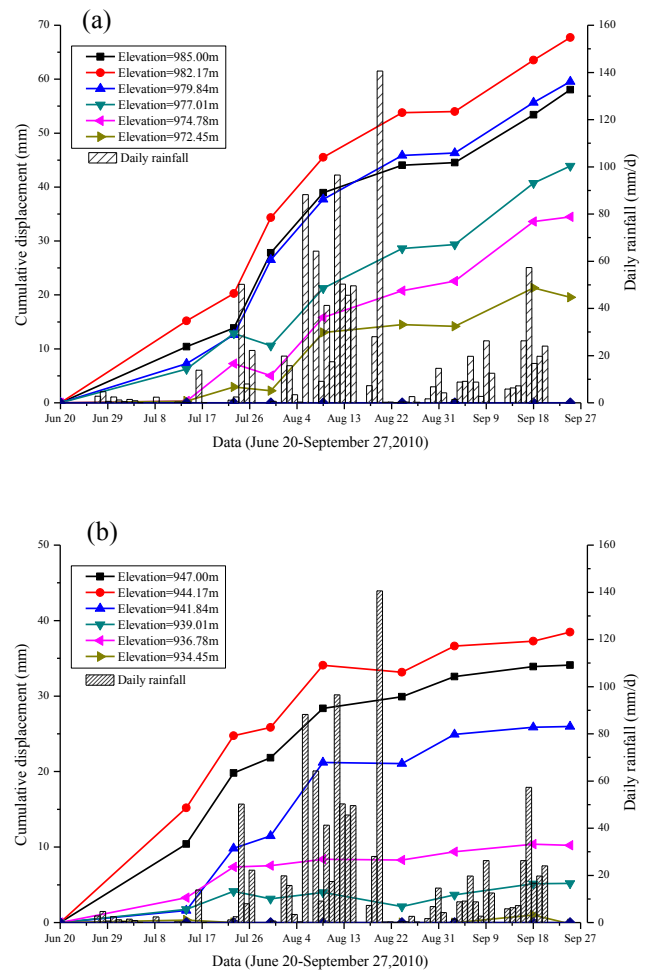 (a)
Elevation=985.00m
Elevation=982.17m
Elevation=979.84m
Elevation=977.01m
Elevation=974.78m
Elevation=972.45m
Daily rainfall
70
60
50
40
30
20
10
0
Cumulative displacement (mm)
160
140
120
100
80
60
40
20
0
Daily rainfall (mm/d)
Jun 20 Jun 29 Jul 8 Jul 17 Jul 26 Aug 4 Aug 13 Aug 22 Aug 31 Sep 9 Sep 18 Sep 27
Data (June 20-September 27,2010)
(b)
Elevation=947.00m
Elevation=944.17m
Elevation=941.84m
Elevation=939.01m
Elevation=936.78m
Elevation=934.45m
Daily rainfall
50
40
30
20
10
0
Cumulative displacement (mm)
160
140
120
100
80
60
40
20
0
Daily rainfall (mm/d)
Jun 20 Jun 29 Jul 8 Jul 17 Jul 26 Aug 4 Aug 13 Aug 22 Aug 31 Sep 9 Sep 18 Sep 27
Data (June 20-September 27,2010)